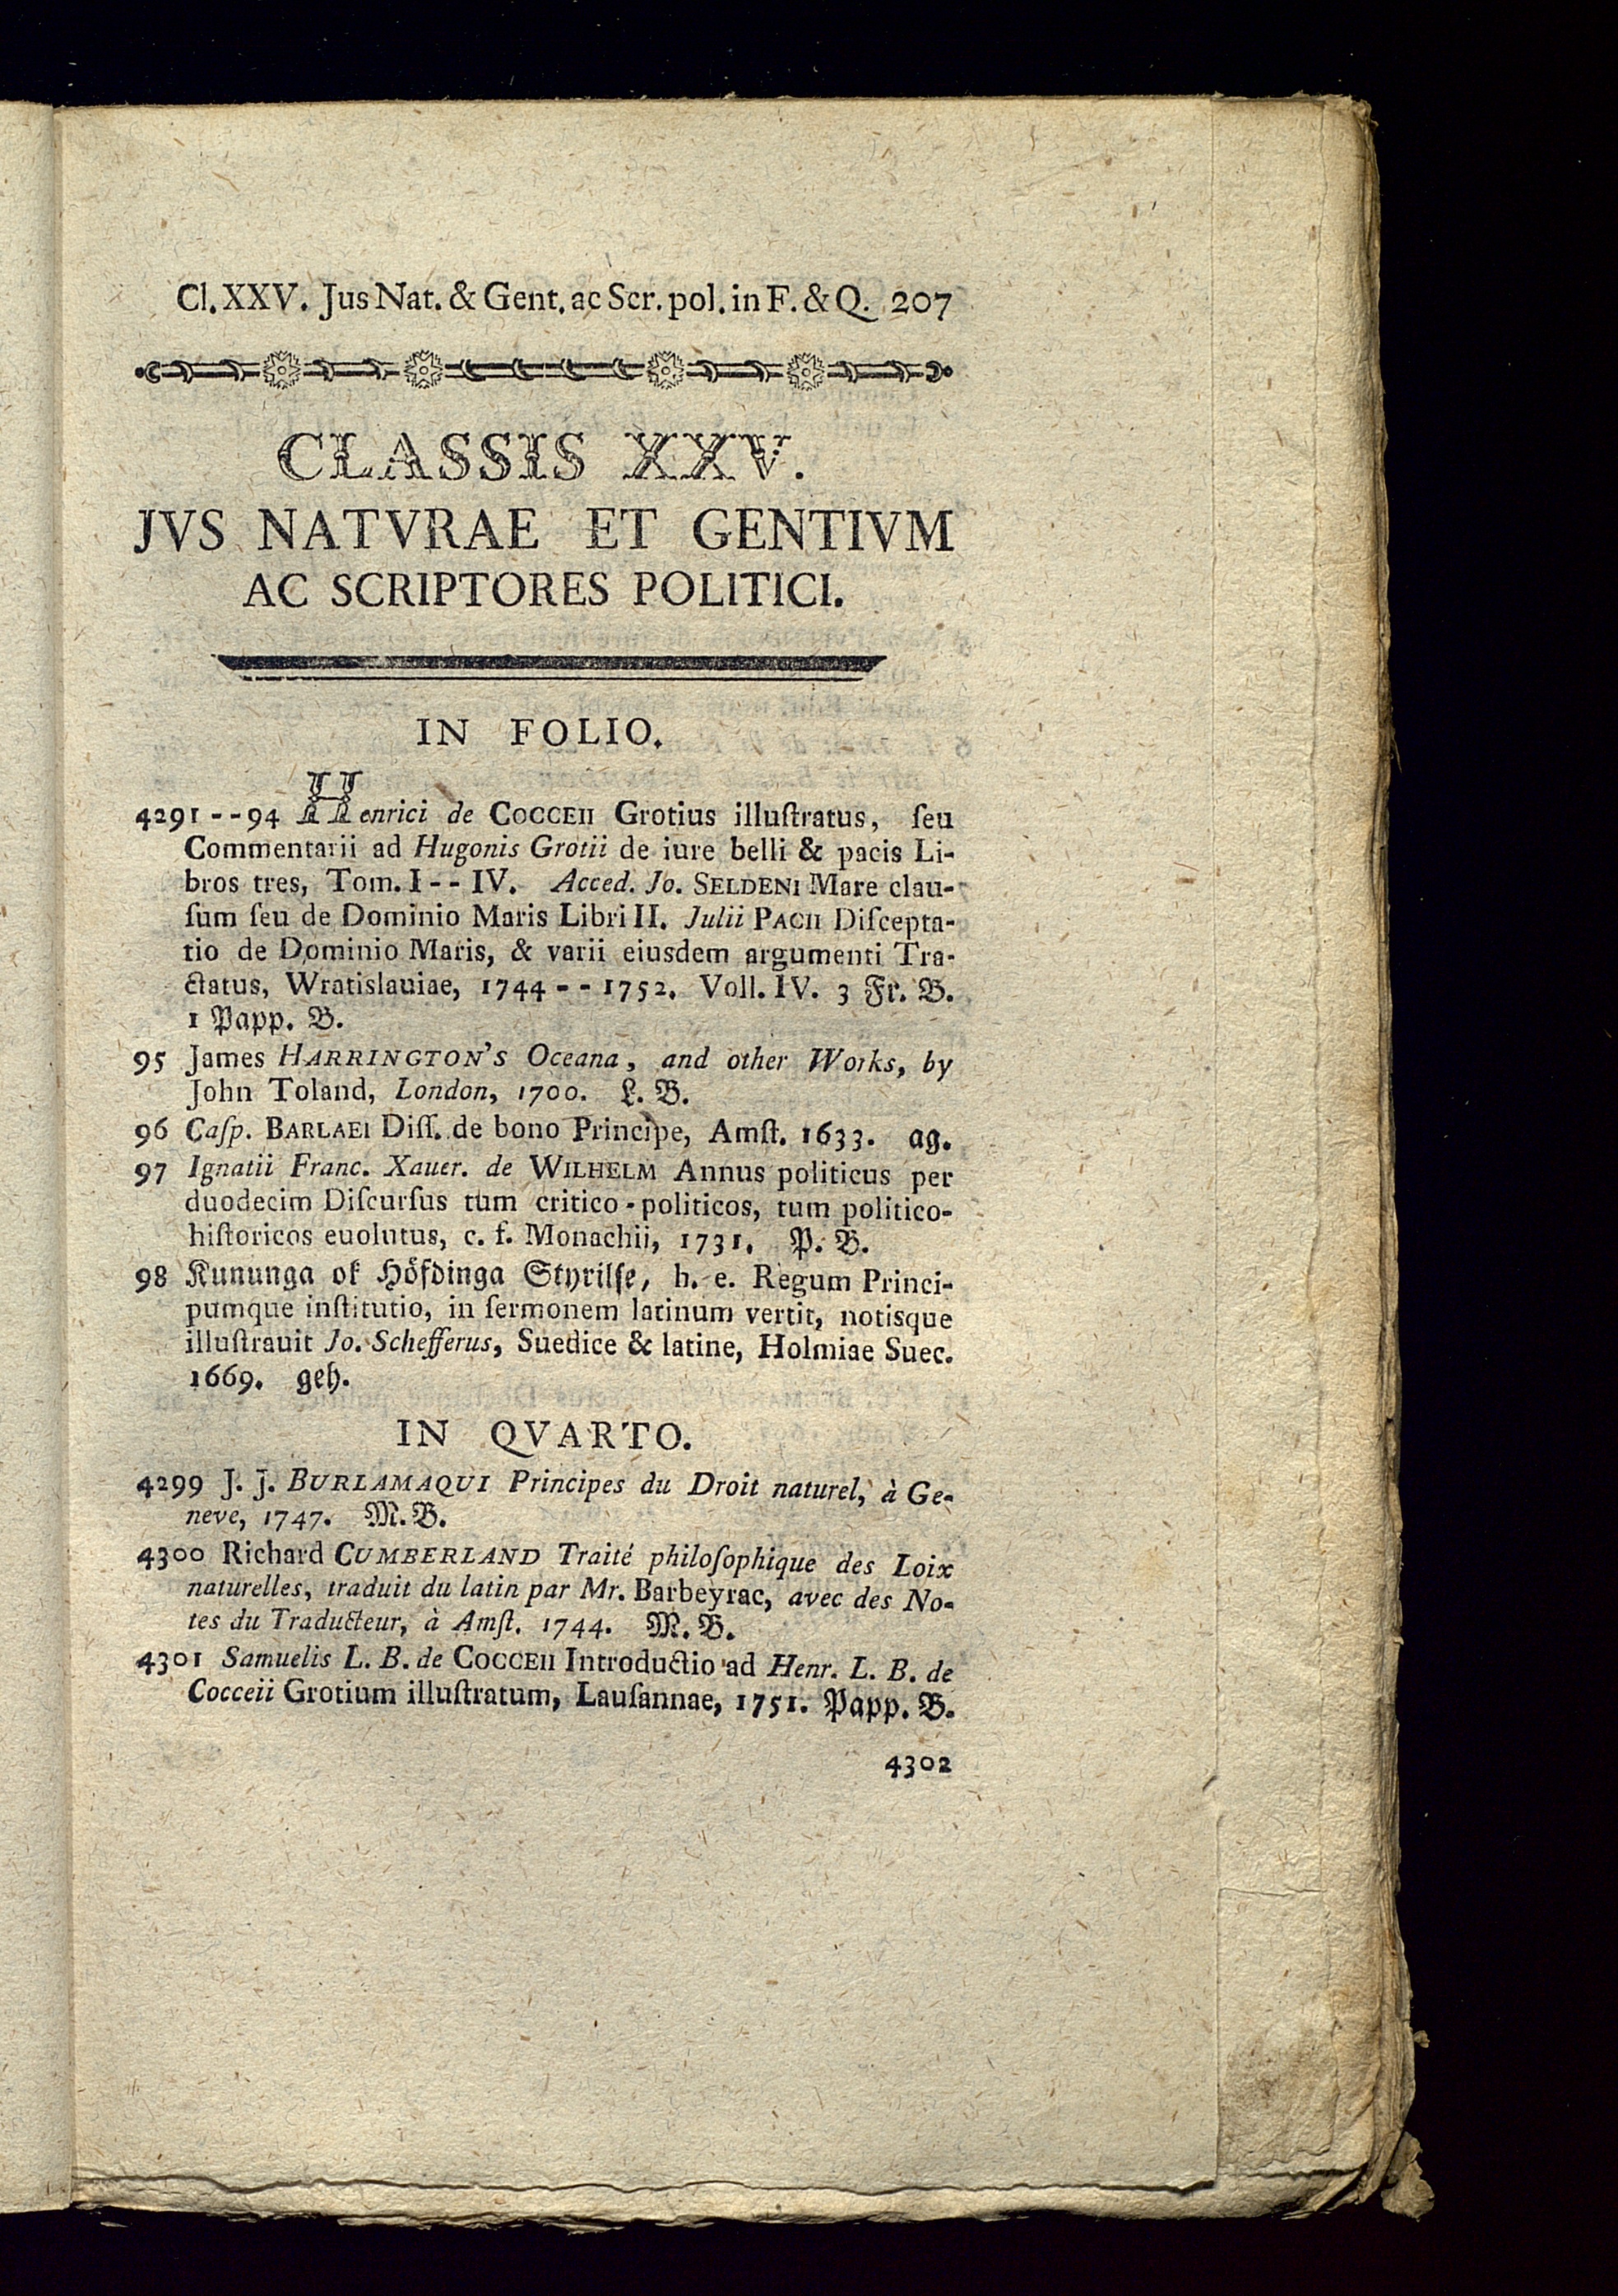 Cl. XXV. Jus Nat. & Gent. ac Scr. pol. in F. & Q. 207
CLASSIS XXV.
JVS NATVRAE ET GENTIVM
AC SCRIPTORES POLITICI.
IN FOLIO.
4291 -- 94 Henrici de COCCEII Grotius illuſtratus, ſeu
Commentarii ad Hugonis Grotii de iure belli & pacis Li-
bros tres, Tom. I -- IV. Acced. Jo. SELDENI Mare clau-
ſum ſeu de Dominio Maris Libri II. Julii PACII Diſcepta-
tio de Dominio Maris, & varii eiusdem argumenti Tra-
ctatus, Wratislauiae, 1744 -- 1752. Voll. IV. 3 Fr. B.
1 Papp. B.
95 James HARRINGTON'S Oceana, and other Works, by
John Toland, London, 1700. L. B.
96 Caſp. BARLAEI Diſſ. de bono Principe, Amſt. 1633. ag.
97 Ignatii Franc. Xauer. de WILHELM Annus politicus per
duodecim Diſcurſus tum critico-politicos, tum politico-
hiſtoricos euolutus, c. f. Monachii, 1731. P. B.
98 Kununga ok Höfdinga Styrilſe, h. e. Regum Princi-
pumque inſtitutio, in ſermonem latinum vertit, notisque
illuſtrauit Jo. Schefferus, Suedice & latine, Holmiae Suec.
1669. geh.
IN QVARTO.
4299 J. J. BURLAMAQUI Principes du Droit naturel, à Ge-
neve, 1747. M. B.
4300 Richard CUMBERLAND Traité philoſophique des Loix
naturelles, traduit du latin par Mr. Barbeyrac, avec des No-
tes du Traducteur, à Amſt. 1744. M. B.
4301 Samuelis L. B. de COCCEII Introductio ad Henr. L. B. de
Cocceii Grotium illuſtratum, Lauſannae, 1751. Papp. B.
4302